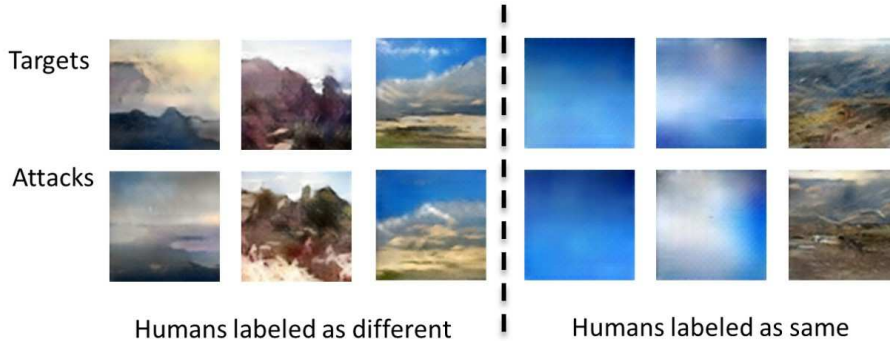 Targets
Attacks
Humans labeled as different
Humans labeled as same